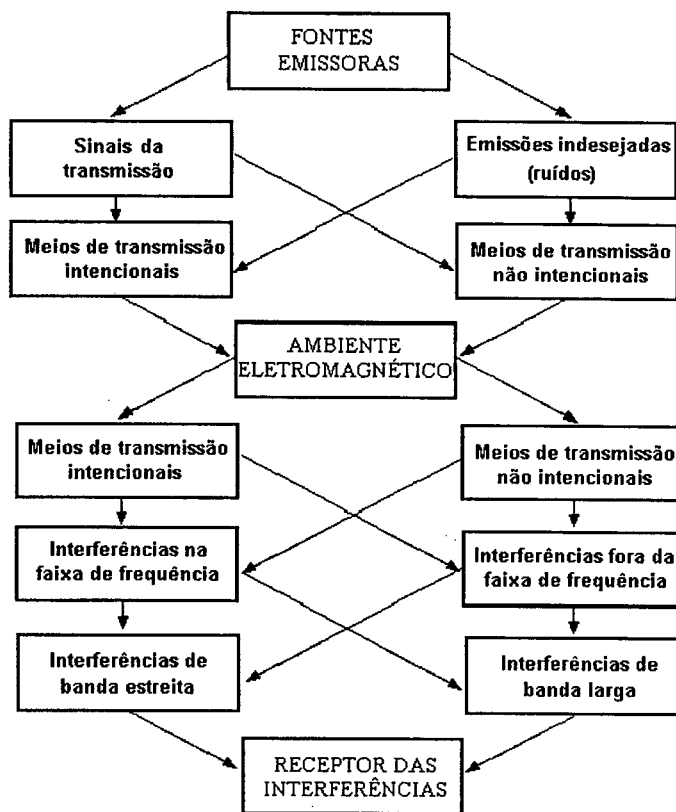 FONTES
EMISSORAS
Sinais da
transmissão
Emissões indesejadas
(ruídos)
Meios de transmissão
intencionais
Meios de transmissão
não intencionais
AMBIENTE
ELETROMAGNÉTICO
Meios de transmissão
intencionais
Meios de transmissão
não intencionais
Interferências na
faixa de frequência
Interferências fora da
faixa de frequência
Interferências de
banda estreita
Interferências de
banda larga
RECEPTOR DAS
INTERFERÊNCIAS